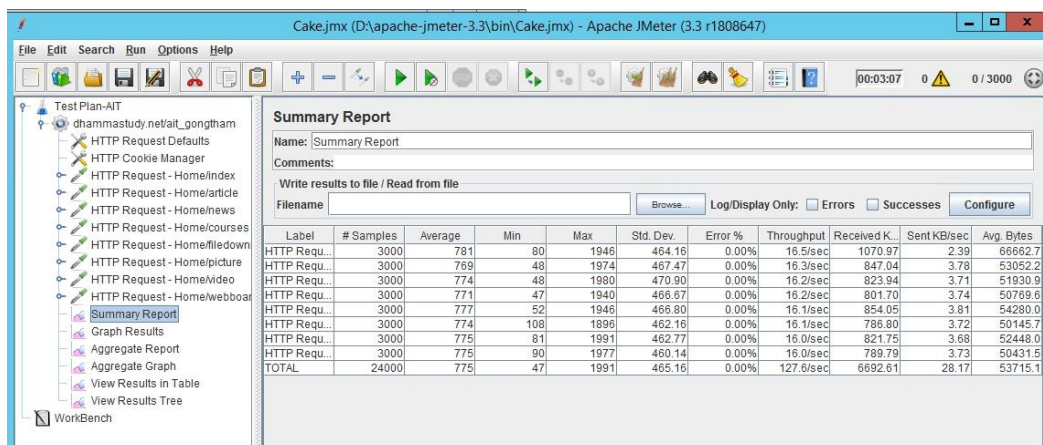 Cake.jmx (D:\apache-jmeter-3.3\bin\Cake.jmx) - Apache JMeter (3.3 r1808647)
File Edit Search Run Options Help
00:03:07 0 0 / 3000
Test Plan-AIT
dhammastudy.net/ait_gongtham
HTTP Request Defaults
HTTP Cookie Manager
HTTP Request - Home/index
HTTP Request - Home/article
HTTP Request - Home/news
HTTP Request - Home/courses
HTTP Request - Home/filedown
HTTP Request - Home/picture
HTTP Request - Home/video
HTTP Request - Home/webboar
Summary Report
Graph Results
Aggregate Report
Aggregate Graph
View Results in Table
View Results Tree
WorkBench
Summary Report
Name: Summary Report
Comments:
Write results to file / Read from file
Filename Browse... Log/Display Only: Errors Successes Configure
Label # Samples Average Min Max Std. Dev. Error % Throughput Received K... Sent KB/sec Avg. Bytes
HTTP Requ... 3000 781 80 1946 464.16 0.00% 16.5/sec 1070.97 2.39 66662.7
HTTP Requ... 3000 769 48 1974 467.47 0.00% 16.3/sec 847.04 3.78 53052.2
HTTP Requ... 3000 774 48 1980 470.90 0.00% 16.2/sec 823.94 3.71 51930.9
HTTP Requ... 3000 771 47 1940 466.67 0.00% 16.2/sec 801.70 3.74 50769.6
HTTP Requ... 3000 777 52 1946 466.80 0.00% 16.1/sec 854.05 3.81 54280.0
HTTP Requ... 3000 774 108 1896 462.16 0.00% 16.1/sec 786.80 3.72 50145.7
HTTP Requ... 3000 775 81 1991 462.77 0.00% 16.0/sec 821.75 3.68 52448.0
HTTP Requ... 3000 775 90 1977 460.14 0.00% 16.0/sec 789.79 3.73 50431.5
TOTAL 24000 775 47 1991 465.16 0.00% 127.6/sec 6692.61 28.17 53715.1